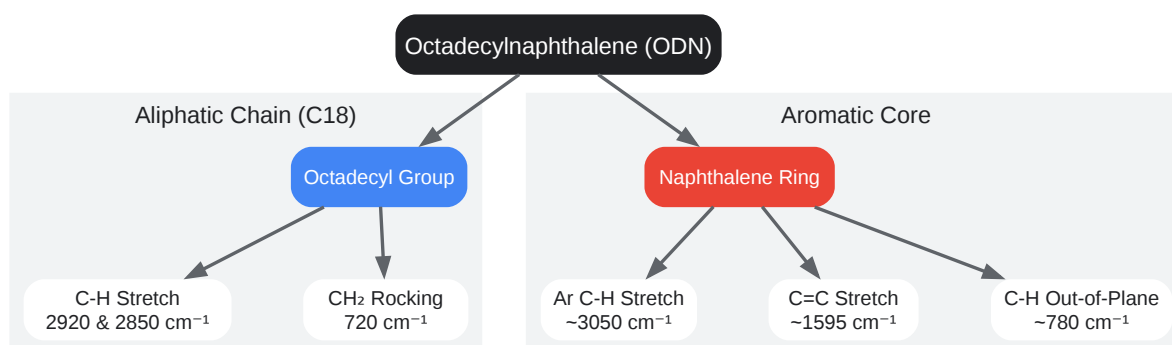 Octadecylnaphthalene (ODN)
Aliphatic Chain (C18)
Aromatic Core
Octadecyl Group
Naphthalene Ring
C-H Stretch
2920 & 2850 cm⁻¹
CH₂ Rocking
720 cm⁻¹
Ar C-H Stretch
~3050 cm⁻¹
C=C Stretch
~1595 cm⁻¹
C-H Out-of-Plane
~780 cm⁻¹